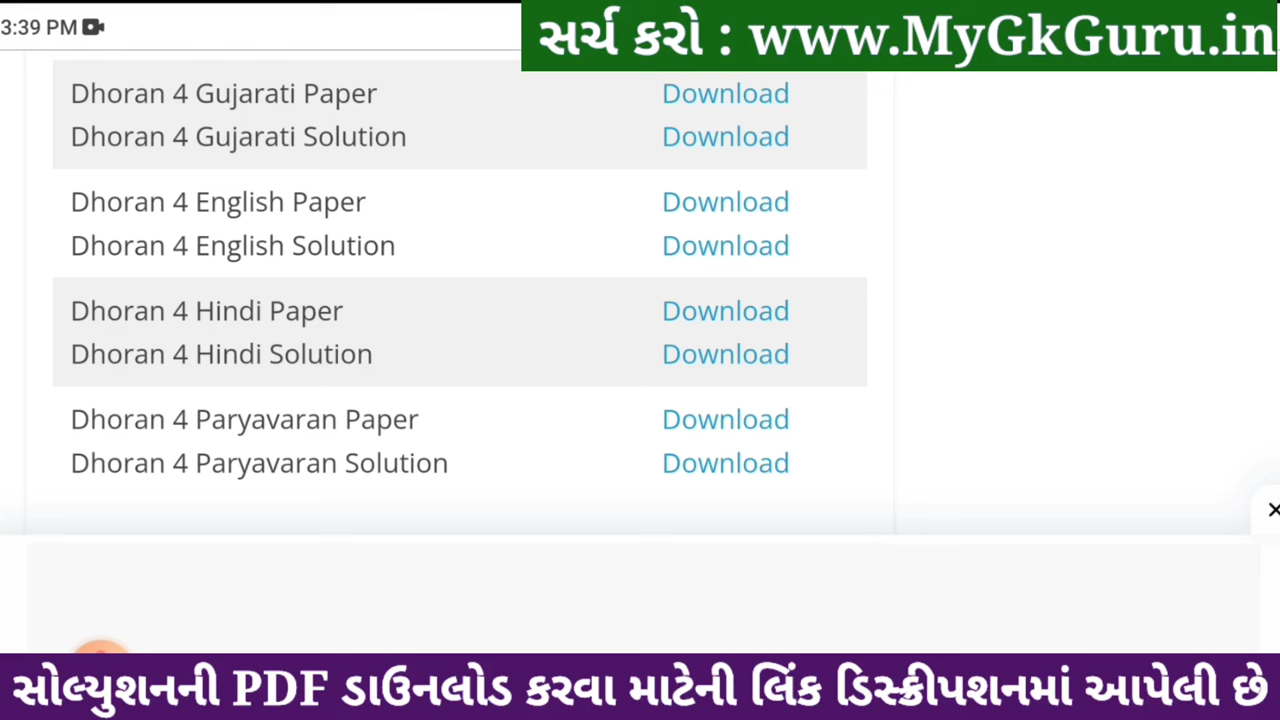 3:39 PM
સર્ચ કરો : www.MyGkGuru.in
Dhoran 4 Gujarati Paper Download
Dhoran 4 Gujarati Solution Download
Dhoran 4 English Paper Download
Dhoran 4 English Solution Download
Dhoran 4 Hindi Paper Download
Dhoran 4 Hindi Solution Download
Dhoran 4 Paryavaran Paper Download
Dhoran 4 Paryavaran Solution Download
સોલ્યુશનની PDF ડાઉનલોડ કરવા માટેની લિંક ડિસ્ક્રીપશનમાં આપેલી છે